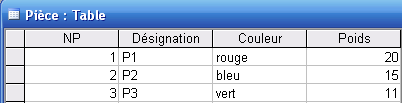 Pièce : Table
NP Désignation Couleur Poids
1 P1 rouge 20
2 P2 bleu 15
3 P3 vert 11